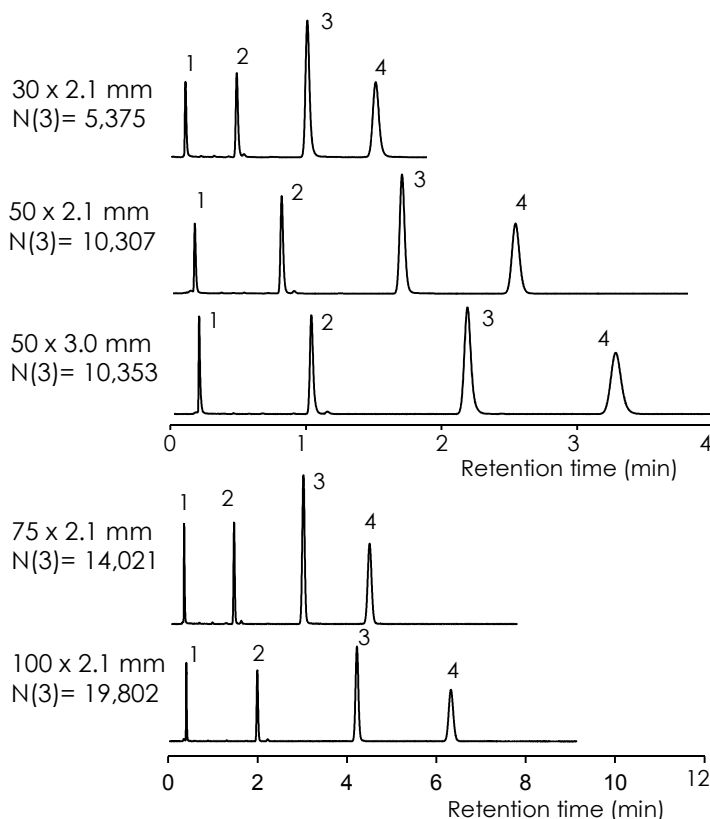 1 2 3 4
30 x 2.1 mm
N(3)= 5,375
1 2 3 4
50 x 2.1 mm
N(3)= 10,307
1 2 3 4
50 x 3.0 mm
N(3)= 10,353
0 1 2 3 4
Retention time (min)
1 2 3 4
75 x 2.1 mm
N(3)= 14,021
1 2 3 4
100 x 2.1 mm
N(3)= 19,802
0 2 4 6 8 10 12
Retention time (min)